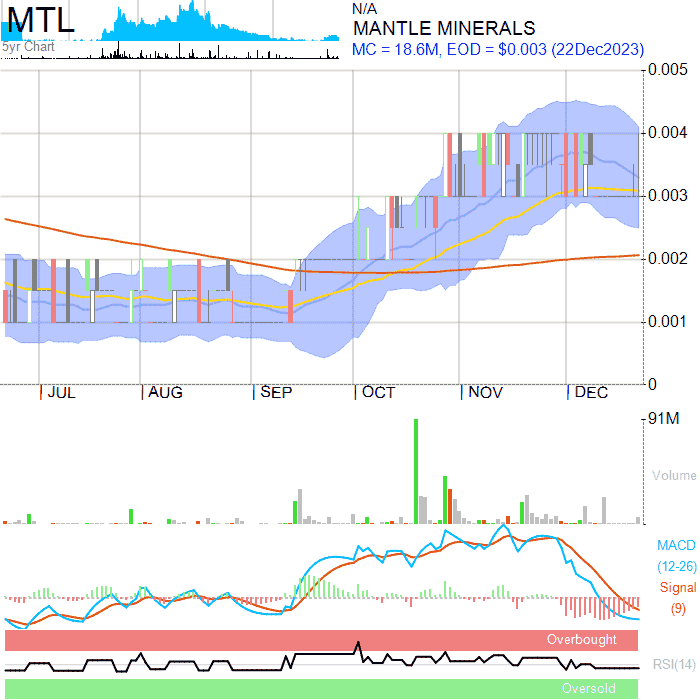 MTL
5yr Chart
N/A
MANTLE MINERALS
MC = 18.6M, EOD = $0.003 (22Dec2023)
0.005
0.004
0.003
0.002
0.001
0
JUL AUG SEP OCT NOV DEC
91M
Volume
MACD
(12-26)
Signal
(9)
Overbought
RSI(14)
Oversold